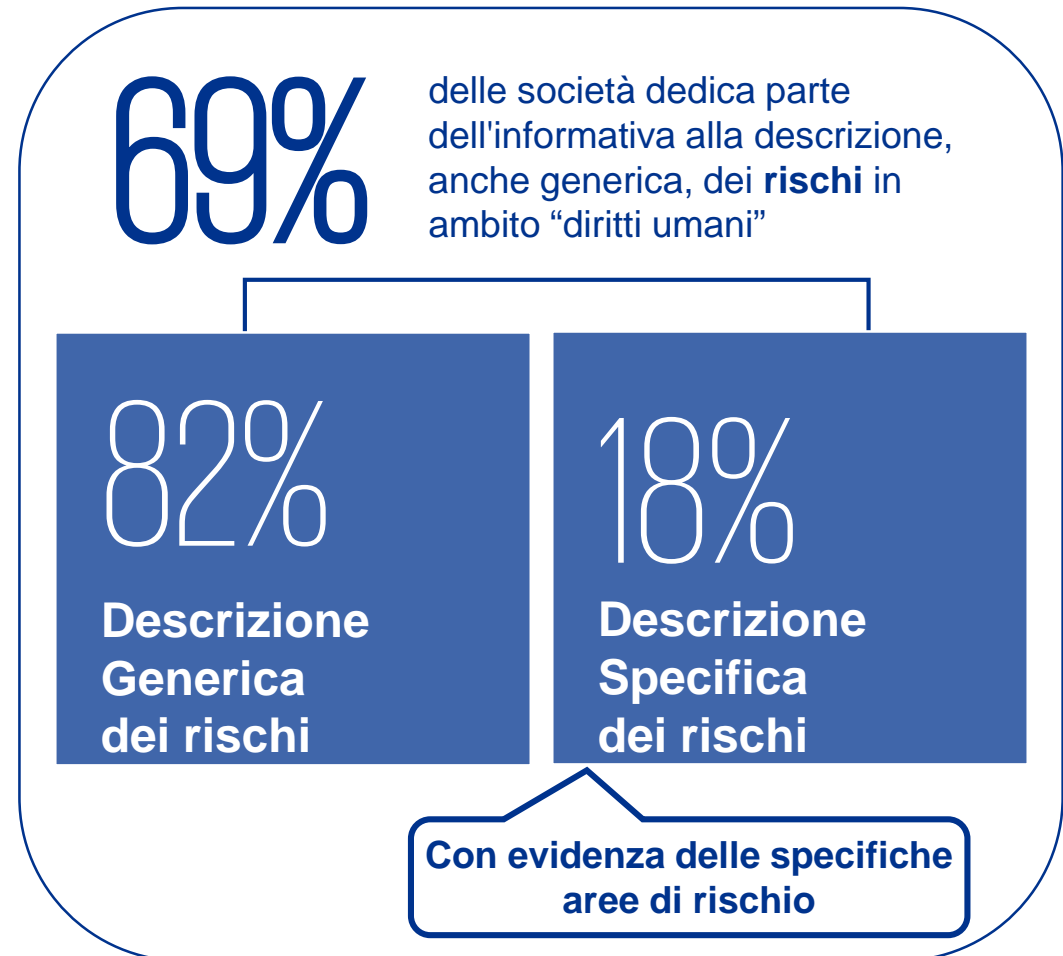 69%
delle società dedica parte
dell'informativa alla descrizione,
anche generica, dei rischi in
ambito “diritti umani”
82%
Descrizione
Generica
dei rischi
18%
Descrizione
Specifica
dei rischi
Con evidenza delle specifiche
aree di rischio